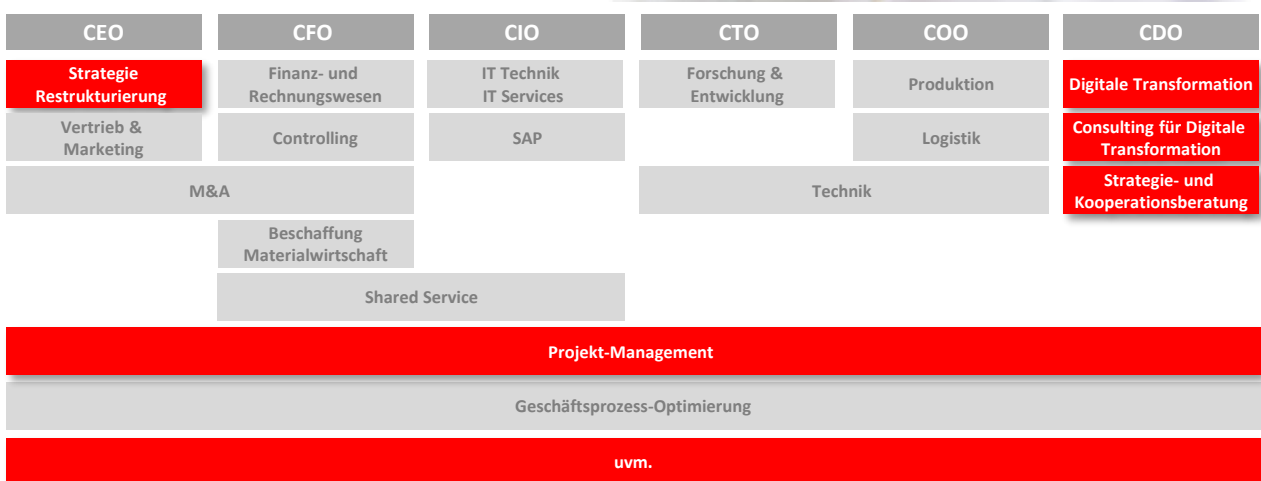 CEO
CFO
CIO
CTO
COO
CDO
Strategie
Restrukturierung
Finanz- und
Rechnungswesen
IT Technik
IT Services
Forschung &
Entwicklung
Produktion
Digitale Transformation
Vertrieb &
Marketing
Controlling
SAP
Logistik
Consulting für Digitale
Transformation
M&A
Technik
Strategie- und
Kooperationsberatung
Beschaffung
Materialwirtschaft
Shared Service
Projekt-Management
Geschäftsprozess-Optimierung
uvm.